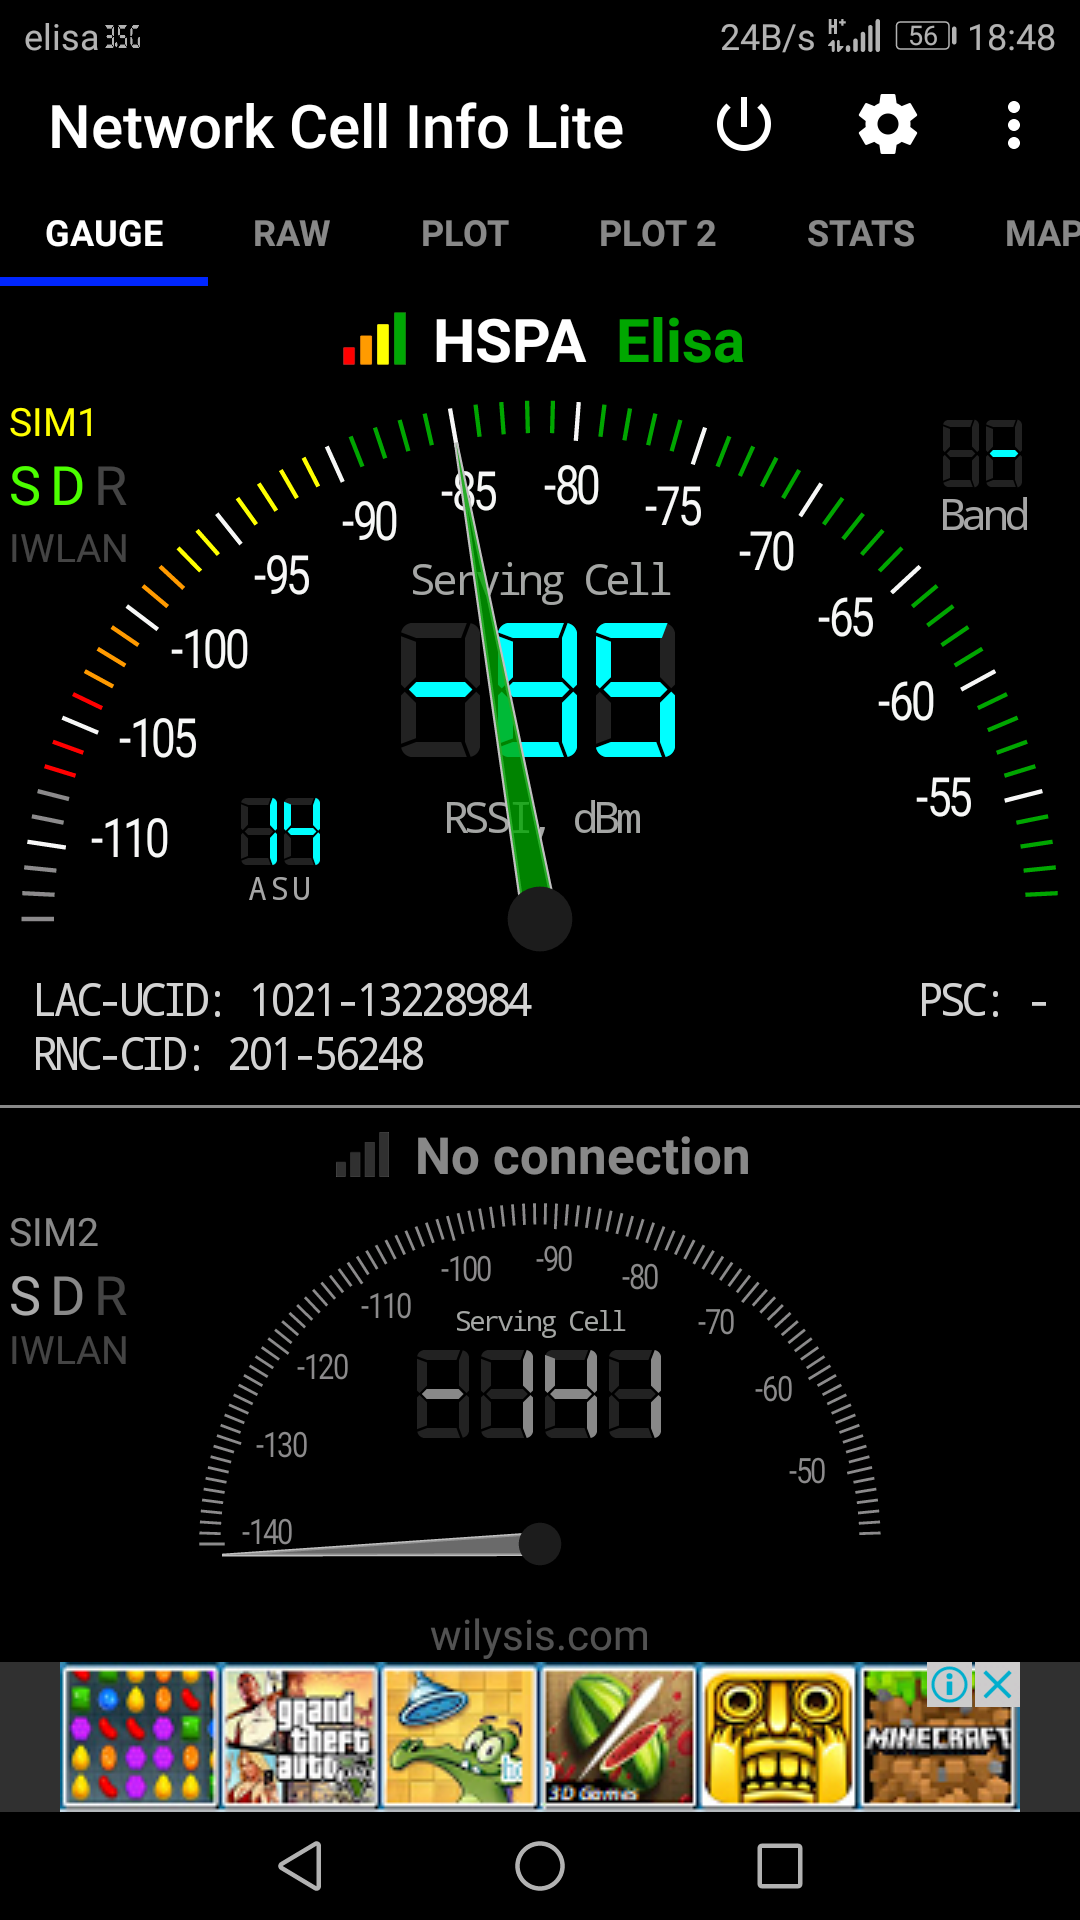 elisa 3.5G 24B/s H+ 56 18:48
Network Cell Info Lite
GAUGE RAW PLOT PLOT 2 STATS MAP
HSPA Elisa
SIM1
S D R
IWLAN
-110 -105 -100 -95 -90 -85 -80 -75 -70 -65 -60 -55
-
Band
Serving Cell
-85
RSSI, dBm
14
ASU
LAC-UCID: 1021-13228984 PSC: -
RNC-CID: 201-56248
No connection
SIM2
S D R
IWLAN
-140 -130 -120 -110 -100 -90 -80 -70 -60 -50
Serving Cell
-141
wilysis.com
grand
theft
auto
3D Games
MINECRAFT